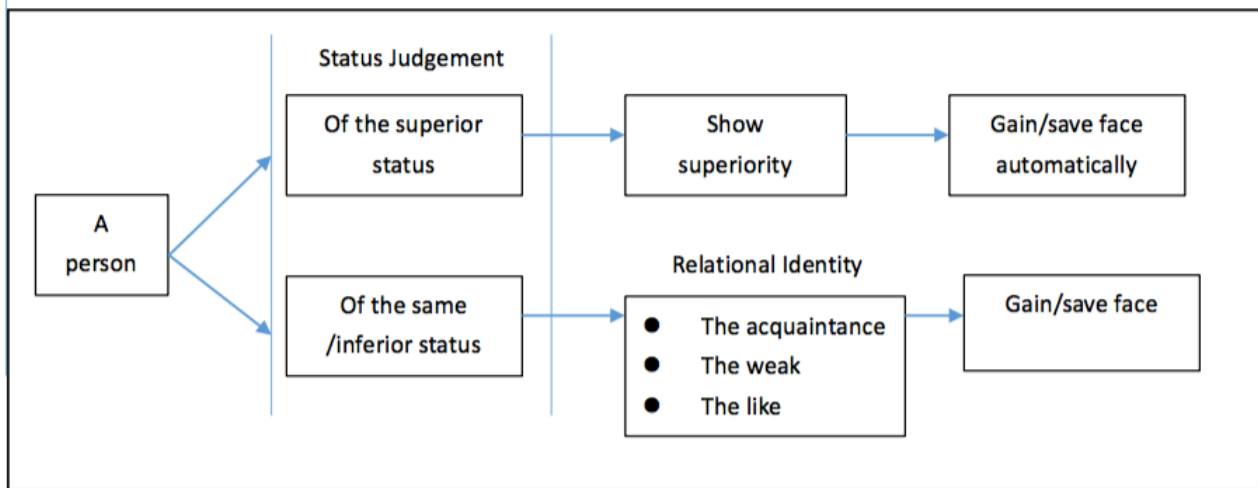 Status Judgement
Of the superior
status
Show
superiority
Gain/save face
automatically
A
person
Relational Identity
Of the same
/inferior status
● The acquaintance
● The weak
● The like
Gain/save face